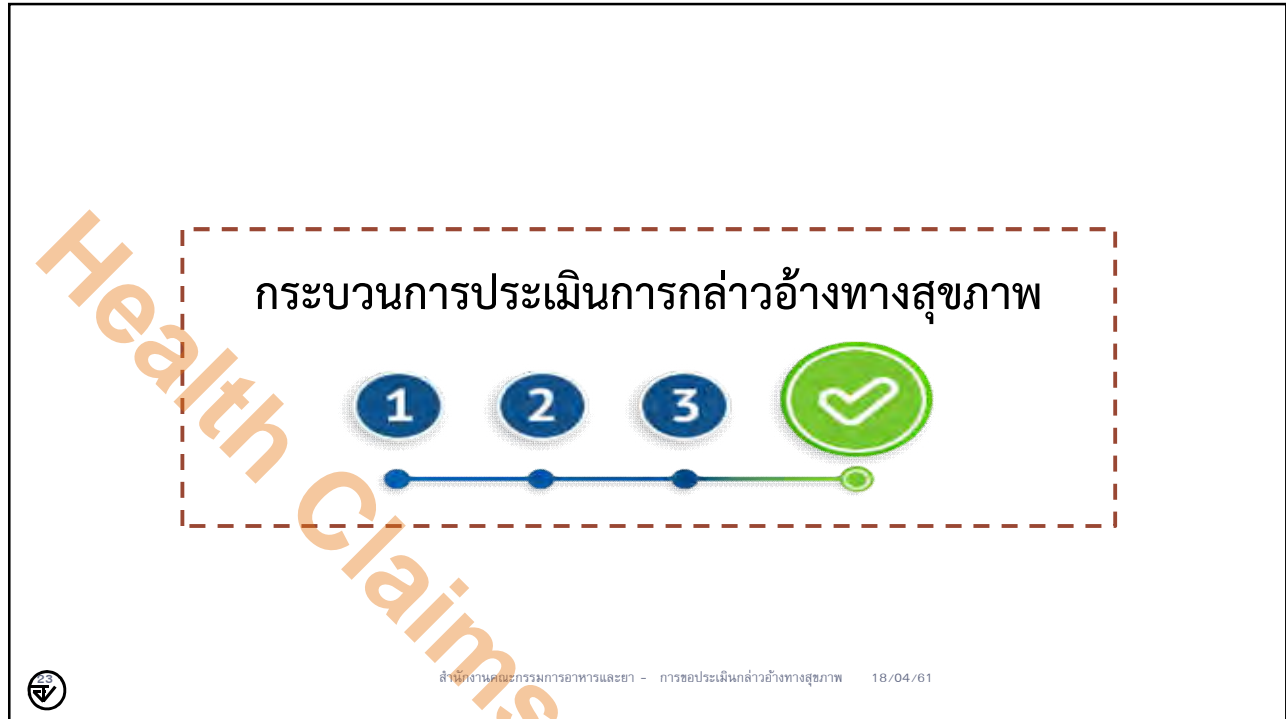 กระบวนการประเมินการกล่าวอ้างทางสุขภาพ
1 2 3
Health Claims
23
สำนักงานคณะกรรมการอาหารและยา - การขอประเมินกล่าวอ้างทางสุขภาพ 18/04/61